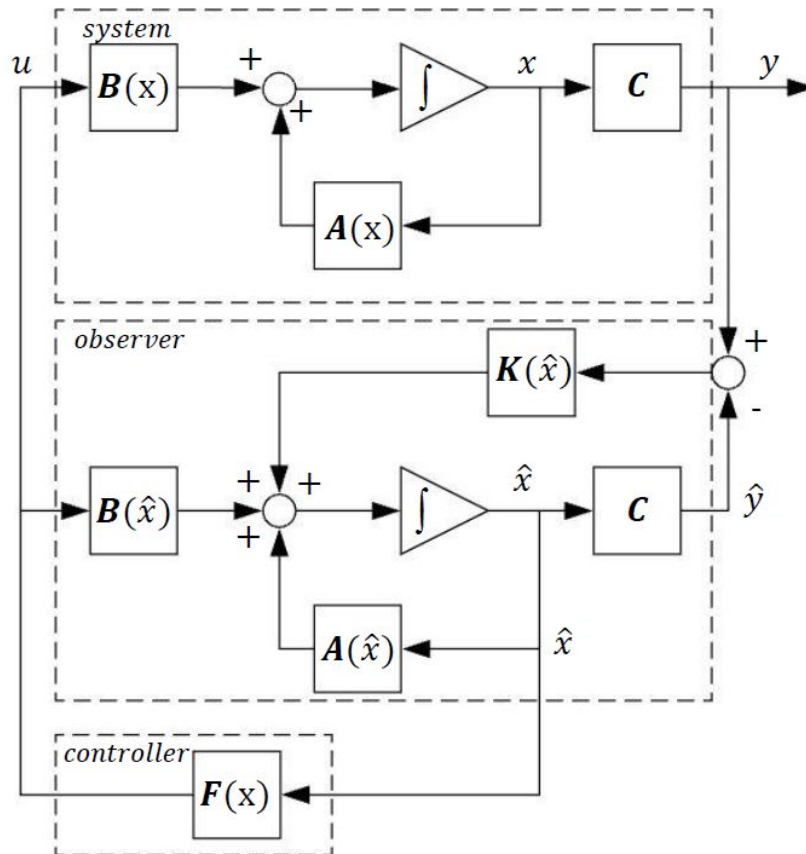 system
u
B(x)
+
+
∫
x
C
y
A(x)
observer
K(x̂)
+
-
B(x̂)
+
+
+
∫
x̂
C
ŷ
A(x̂)
x̂
controller
F(x)